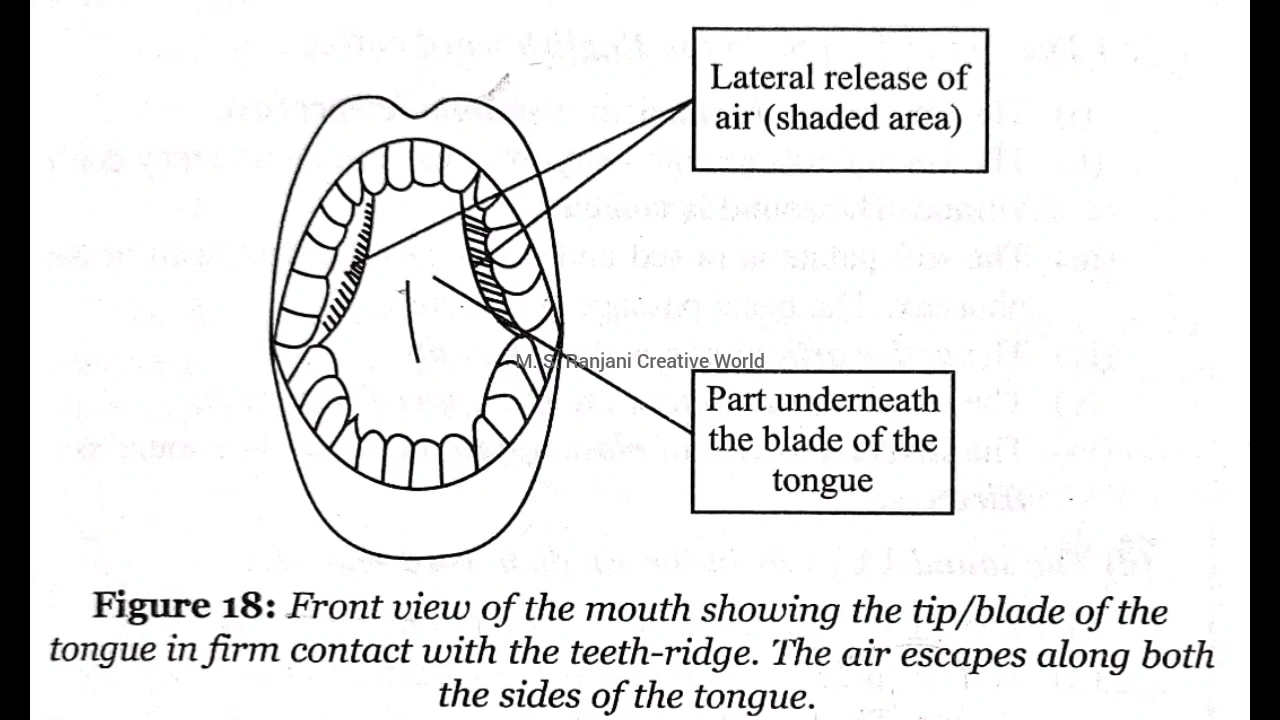 Lateral release of
air (shaded area)
M. S. Ranjani Creative World
Part underneath
the blade of the
tongue
Figure 18: Front view of the mouth showing the tip/blade of the
tongue in firm contact with the teeth-ridge. The air escapes along both
the sides of the tongue.